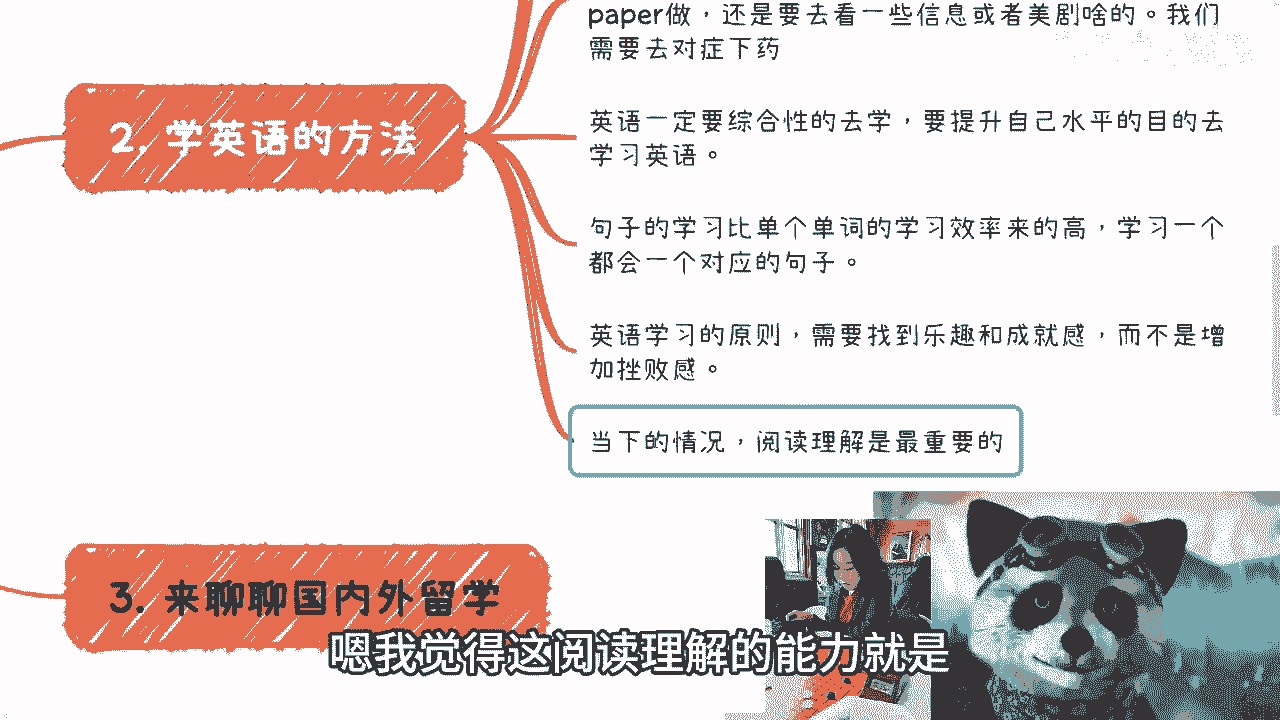 paper做，还是要去看一些信息或者美剧啥的。我们
需要去对症下药
2. 学英语的方法
英语一定要综合性的去学，要提升自己水平的目的去
学习英语。
句子的学习比单个单词的学习效率来的高，学习一个
都会一个对应的句子。
英语学习的原则，需要找到乐趣和成就感，而不是增
加挫败感。
当下的情况，阅读理解是最重要的
3. 来聊聊国内外留学
嗯我觉得这阅读理解的能力就是